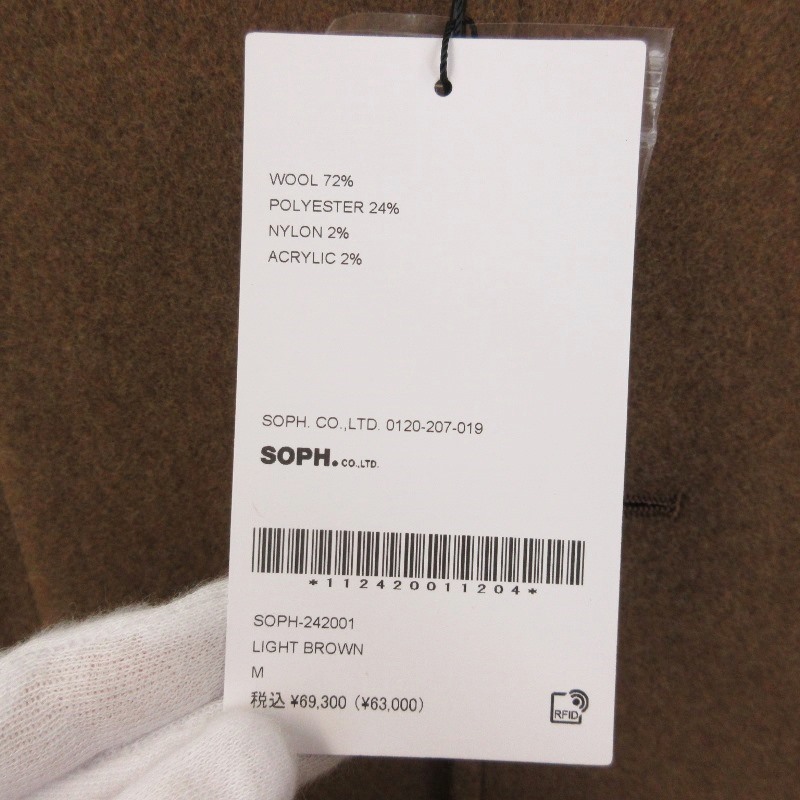 WOOL 72%
POLYESTER 24%
NYLON 2%
ACRYLIC 2%
SOPH. CO.,LTD. 0120-207-019
SOPH. CO.,LTD.
*112420011204*
SOPH-242001
LIGHT BROWN
M
税込 ¥69,300 (¥63,000)
RFID